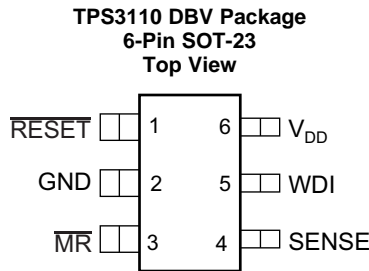 TPS3110 DBV Package
6-Pin SOT-23
Top View
RESET 1 6 VDD
GND 2 5 WDI
MR 3 4 SENSE